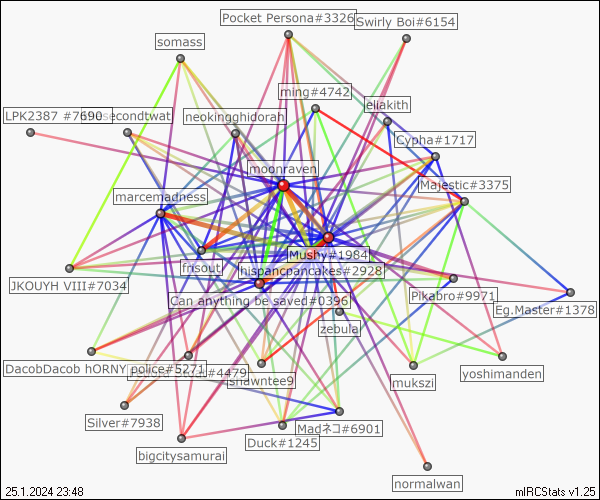 Pocket Persona#3326
Swirly Boi#6154
somass
ming#4742
eliakith
LPK2387 #7690
secondtwat
neokingghidorah
Cypha#1717
moonraven
Majestic#3375
marcemadness
Mushy#1984
frisouti
hispancpancakes#2928
JKOUYH VIII#7034
Pikabro#9971
Can anything be saved#0396
Eg.Master#1378
zebula
DacobDacob hORNY police#5271
#4479
shawntee9
mukszi
yoshimanden
Silver#7938
Madネコ#6901
Duck#1245
bigcitysamurai
normalwan
25.1.2024 23:48
mIRCStats v1.25